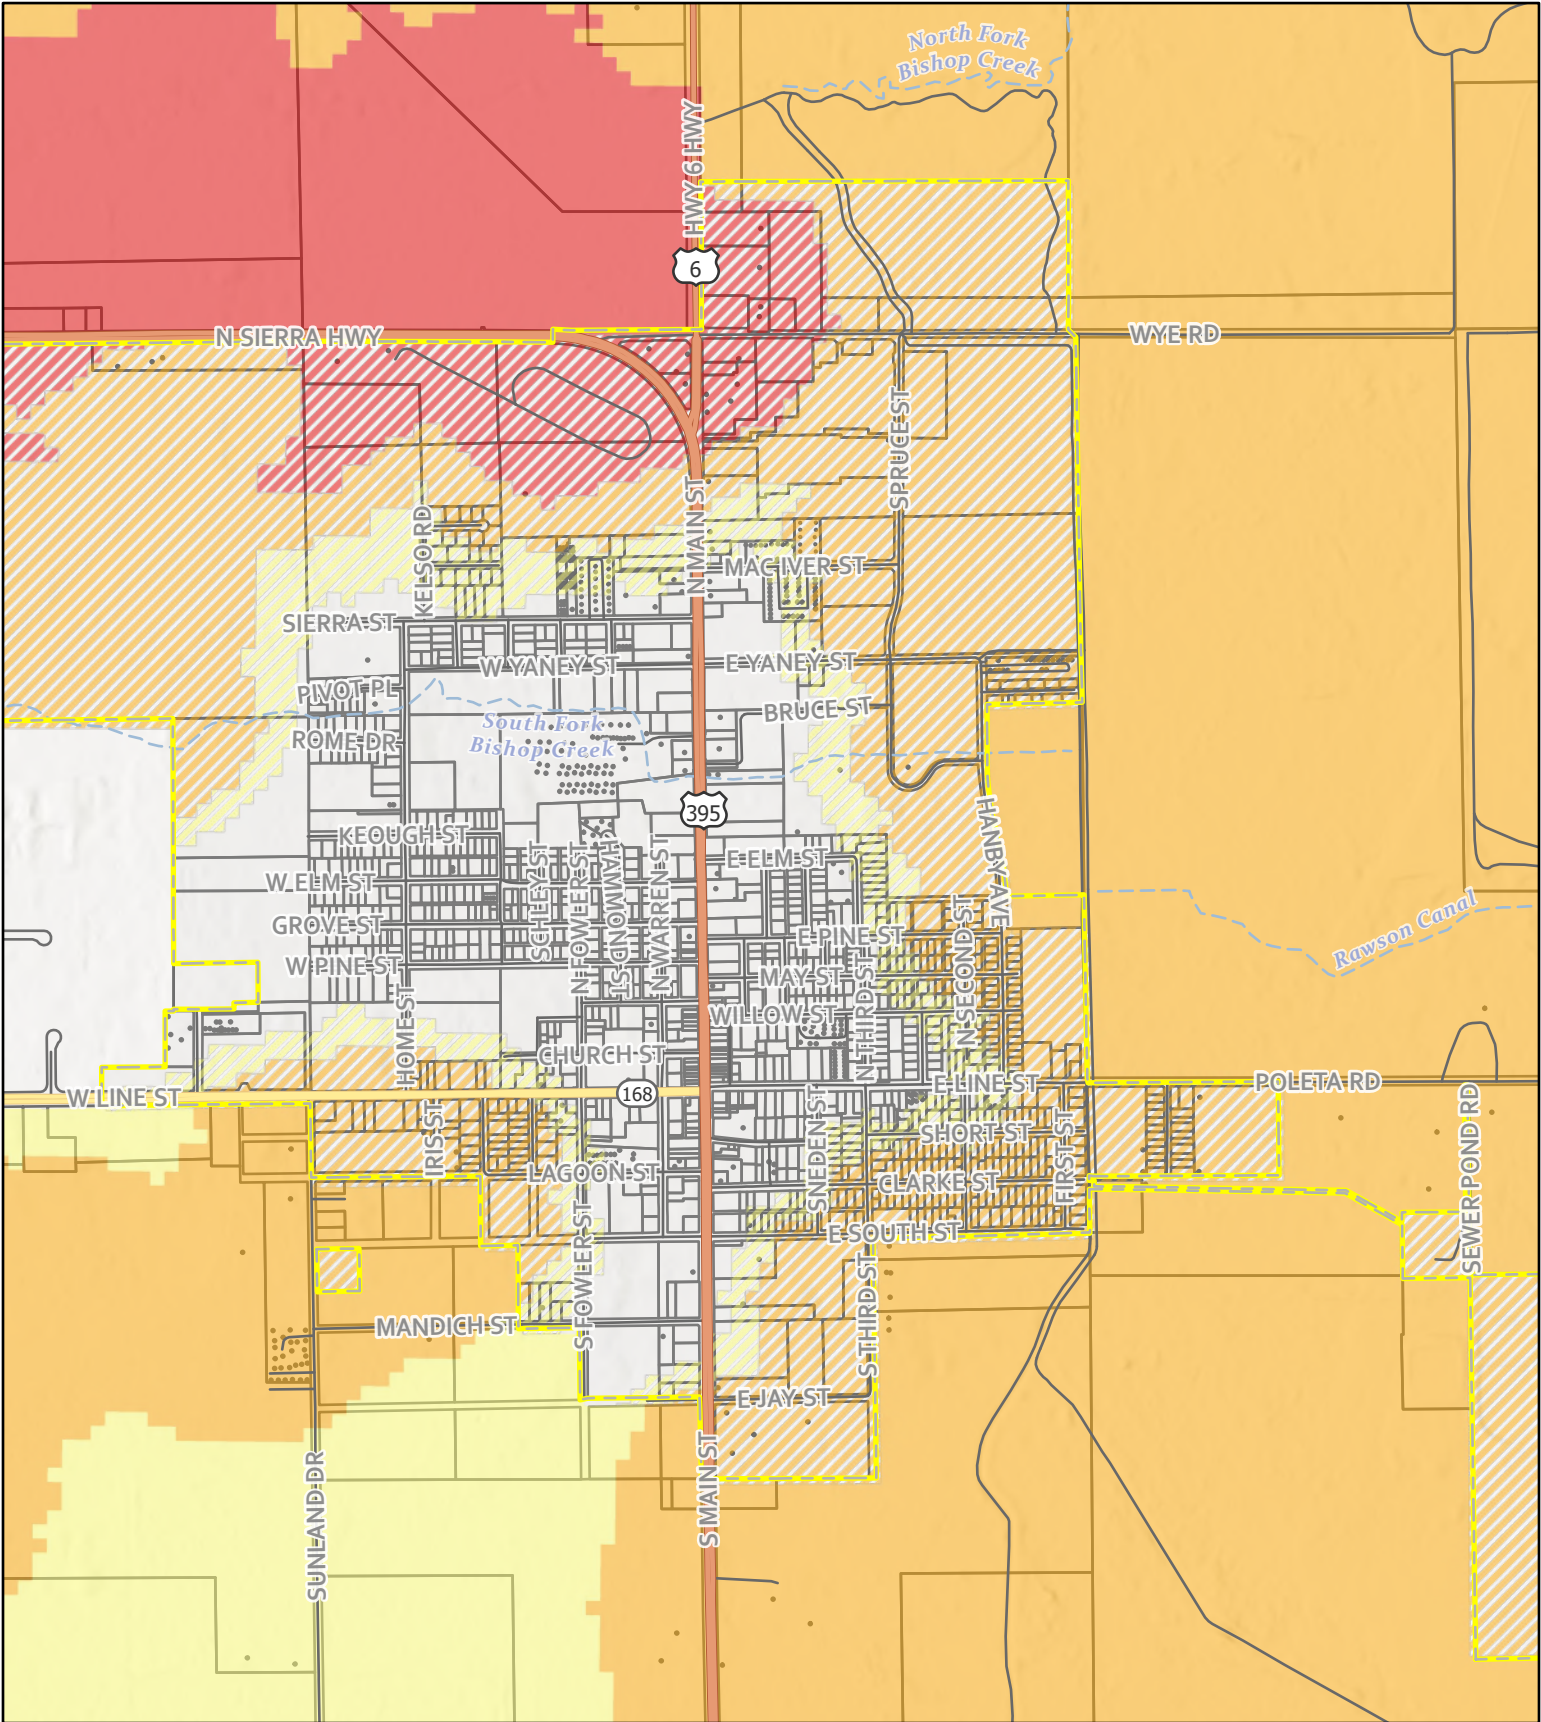 North Fork
Bishop Creek
HWY 6 HWY
6
N SIERRA HWY
WYE RD
SPRUCE ST
N MAIN ST
KELSO RD
MAC IVER ST
SIERRA ST
W YANEY ST
E YANEY ST
PIVOT PL
BRUCE ST
South Fork
Bishop Creek
ROME DR
395
KEOUGH ST
HANBY AVE
E ELM ST
W ELM ST
SCHLEY ST
N FOWLER ST
HAMMOND ST
N WARREN ST
GROVE ST
E PINE ST
N SECOND ST
Rawson Canal
W PINE ST
MAY ST
N THIRD ST
HOME ST
WILLOW ST
CHURCH ST
E LINE ST
POLETA RD
168
W LINE ST
IRIS ST
SNEDEN ST
SHORT ST
FIRST ST
SEWER POND RD
LAGOON ST
CLARKE ST
E SOUTH ST
S FOWLER ST
S THIRD ST
MANDICH ST
E JAY ST
S MAIN ST
SUNLAND DR